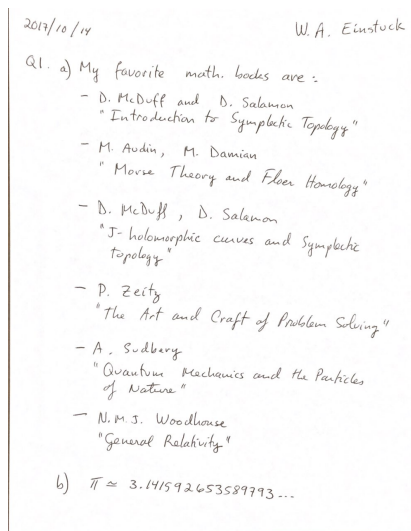 2017/10/14
W. A. Einstuck
Q1. a) My favorite math. books are :
- D. McDuff and D. Salamon
"Introduction to Symplectic Topology"
- M. Audin, M. Damian
"Morse Theory and Floer Homology"
- D. McDuff, D. Salamon
"J-holomorphic curves and Symplectic
topology"
- P. Zeitz
"The Art and Craft of Problem Solving"
- A. Sudbery
"Quantum Mechanics and the Particles
of Nature"
- N.M.J. Woodhouse
"General Relativity"
b) π ≃ 3.141592653589793...